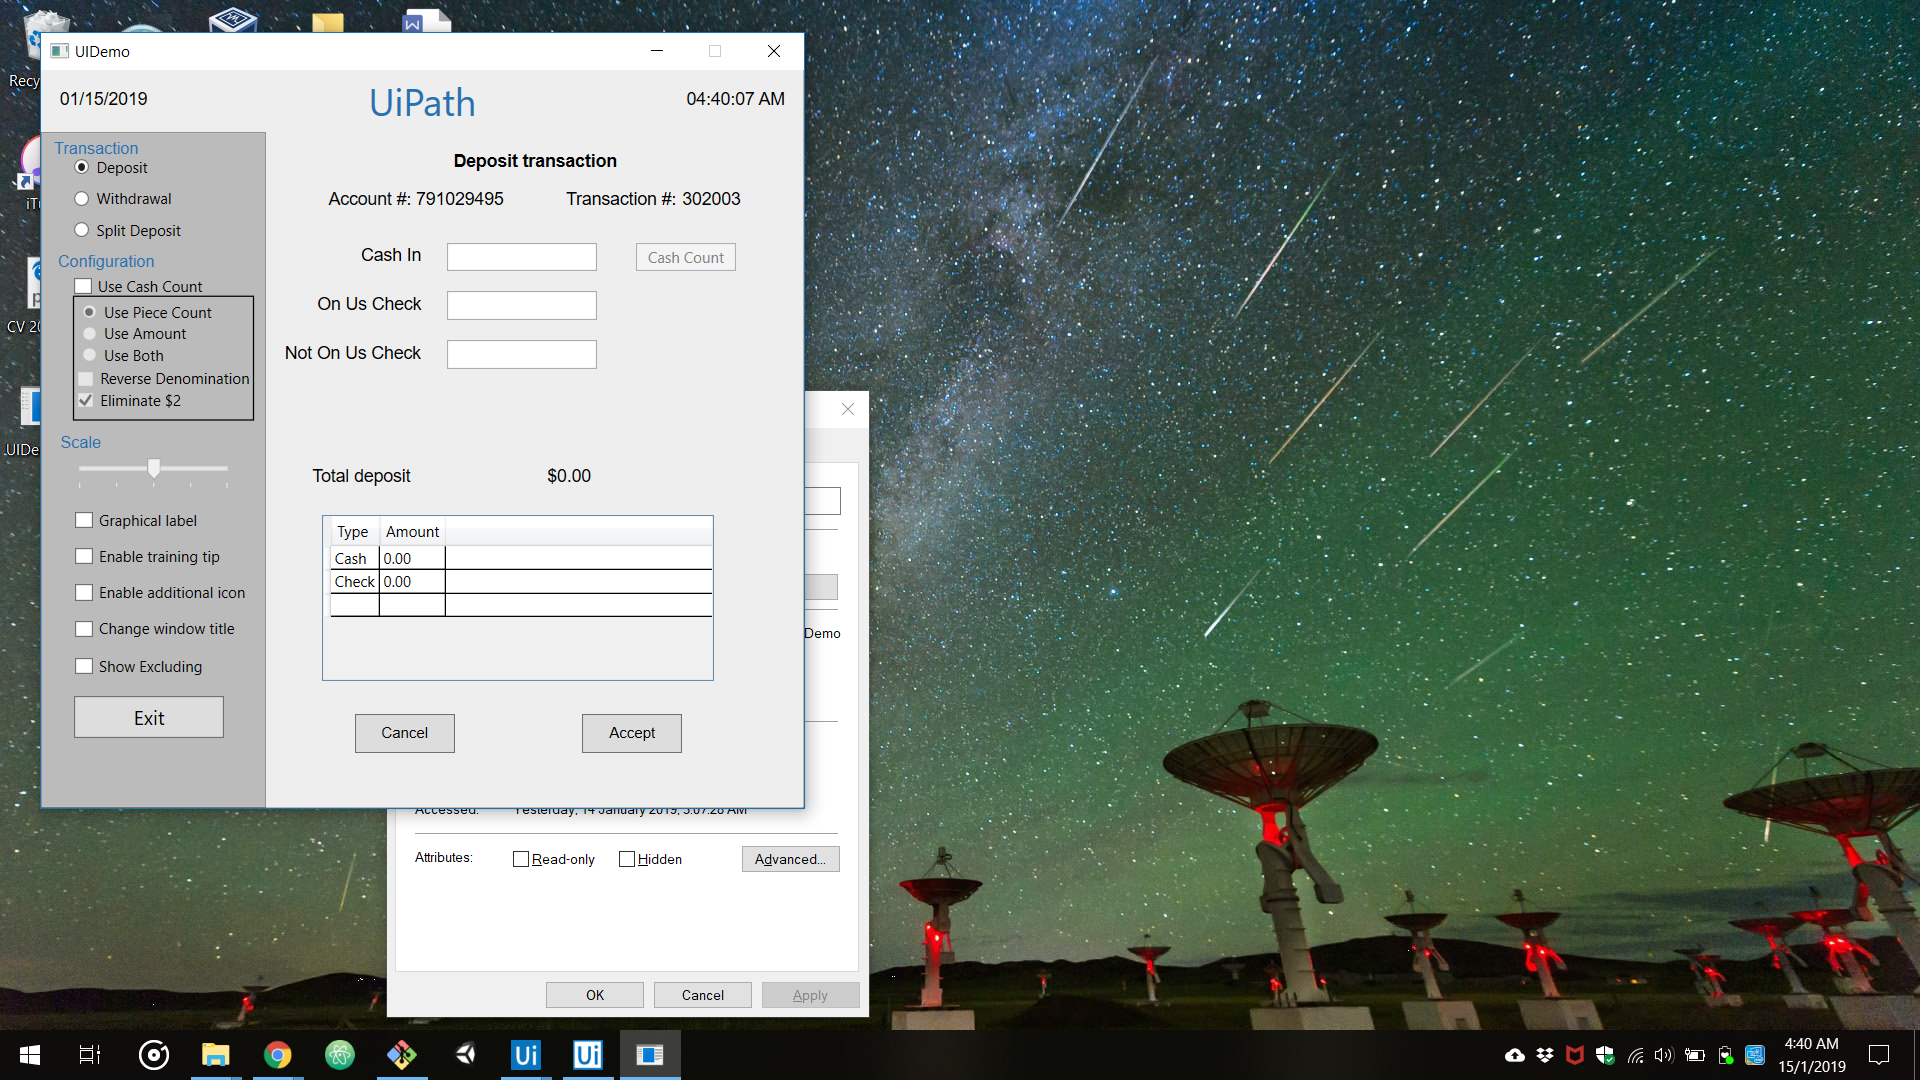 Recy
UIDemo
01/15/2019
UiPath
04:40:07 AM
Transaction
Deposit
Withdrawal
Split Deposit
Configuration
Use Cash Count
Use Piece Count
Use Amount
Use Both
Reverse Denomination
Eliminate $2
Scale
Graphical label
Enable training tip
Enable additional icon
Change window title
Show Excluding
Exit
Deposit transaction
Account #: 791029495
Transaction #: 302003
Cash In
Cash Count
On Us Check
Not On Us Check
Total deposit
$0.00
Type Amount
Cash 0.00
Check 0.00
Cancel
Accept
CV 20
UIDe
Demo
Accessed: Yesterday, 14 January 2019, 5:07:28 AM
Attributes:
Read-only
Hidden
Advanced...
OK
Cancel
Apply
Ui
Ui
4:40 AM
15/1/2019